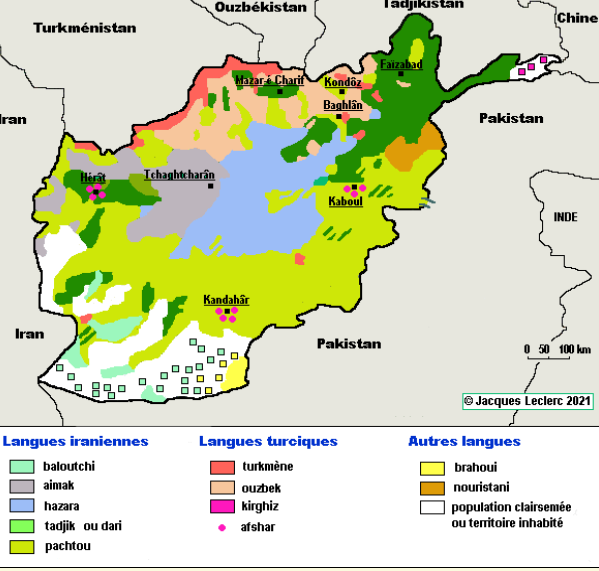 Ouzbékistan
Tadjikistan
Chine
Turkménistan
Faizabad
Mazar-é Charif
Kondôz
Baghlân
Iran
Pakistan
Hérât
Tchaghtcharân
Kaboul
INDE
Kandahâr
Iran
Pakistan
0 50 100 km
© Jacques Leclerc 2021
Langues iraniennes
baloutchi
aimak
hazara
tadjik ou dari
pachtou
Langues turciques
turkmène
ouzbek
kirghiz
afshar
Autres langues
brahoui
nouristani
population clairsemée
ou territoire inhabité